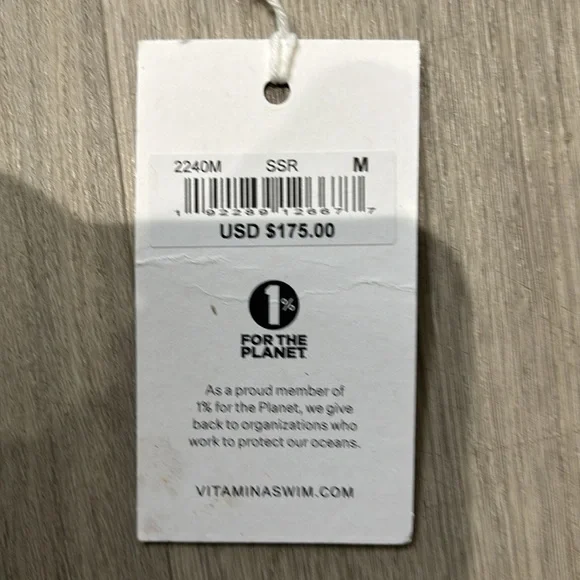 2240M SSR M
1 92289 12667 7
USD $175.00
1%
FOR THE
PLANET
As a proud member of
1% for the Planet, we give
back to organizations who
work to protect our oceans.
VITAMINASWIM.COM